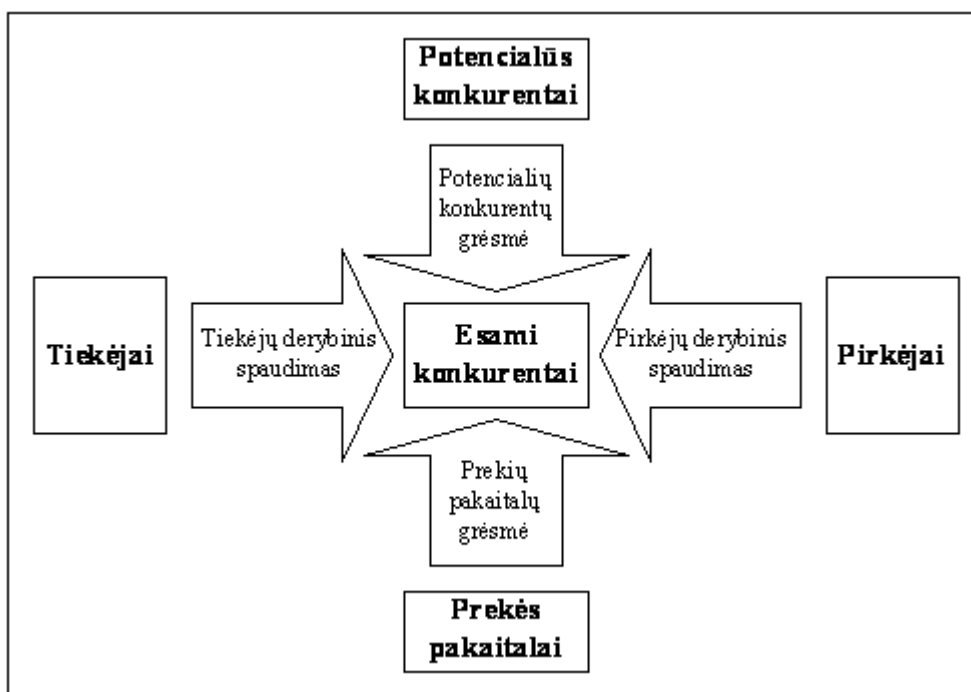 Potencialūs
konkurentai
Potencialių
konkurentų
grėsmė
Tiekėjai
Tiekėjų derybinis
spaudimas
Esami
konkurentai
Pirkėjų derybinis
spaudimas
Pirkėjai
Prekių
pakaitalų
grėsmė
Prekės
pakaitalai